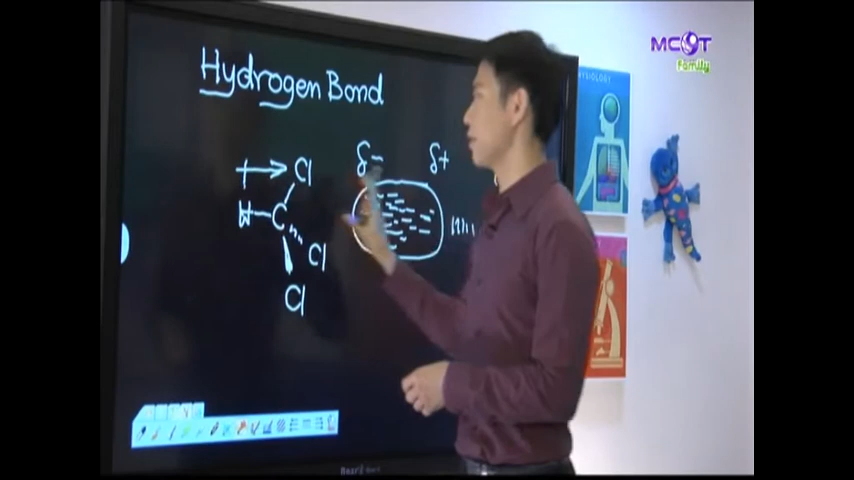 MCOT
Family
Hydrogen Bond
Cl
δ-
δ+
H-C
Cl
Cl